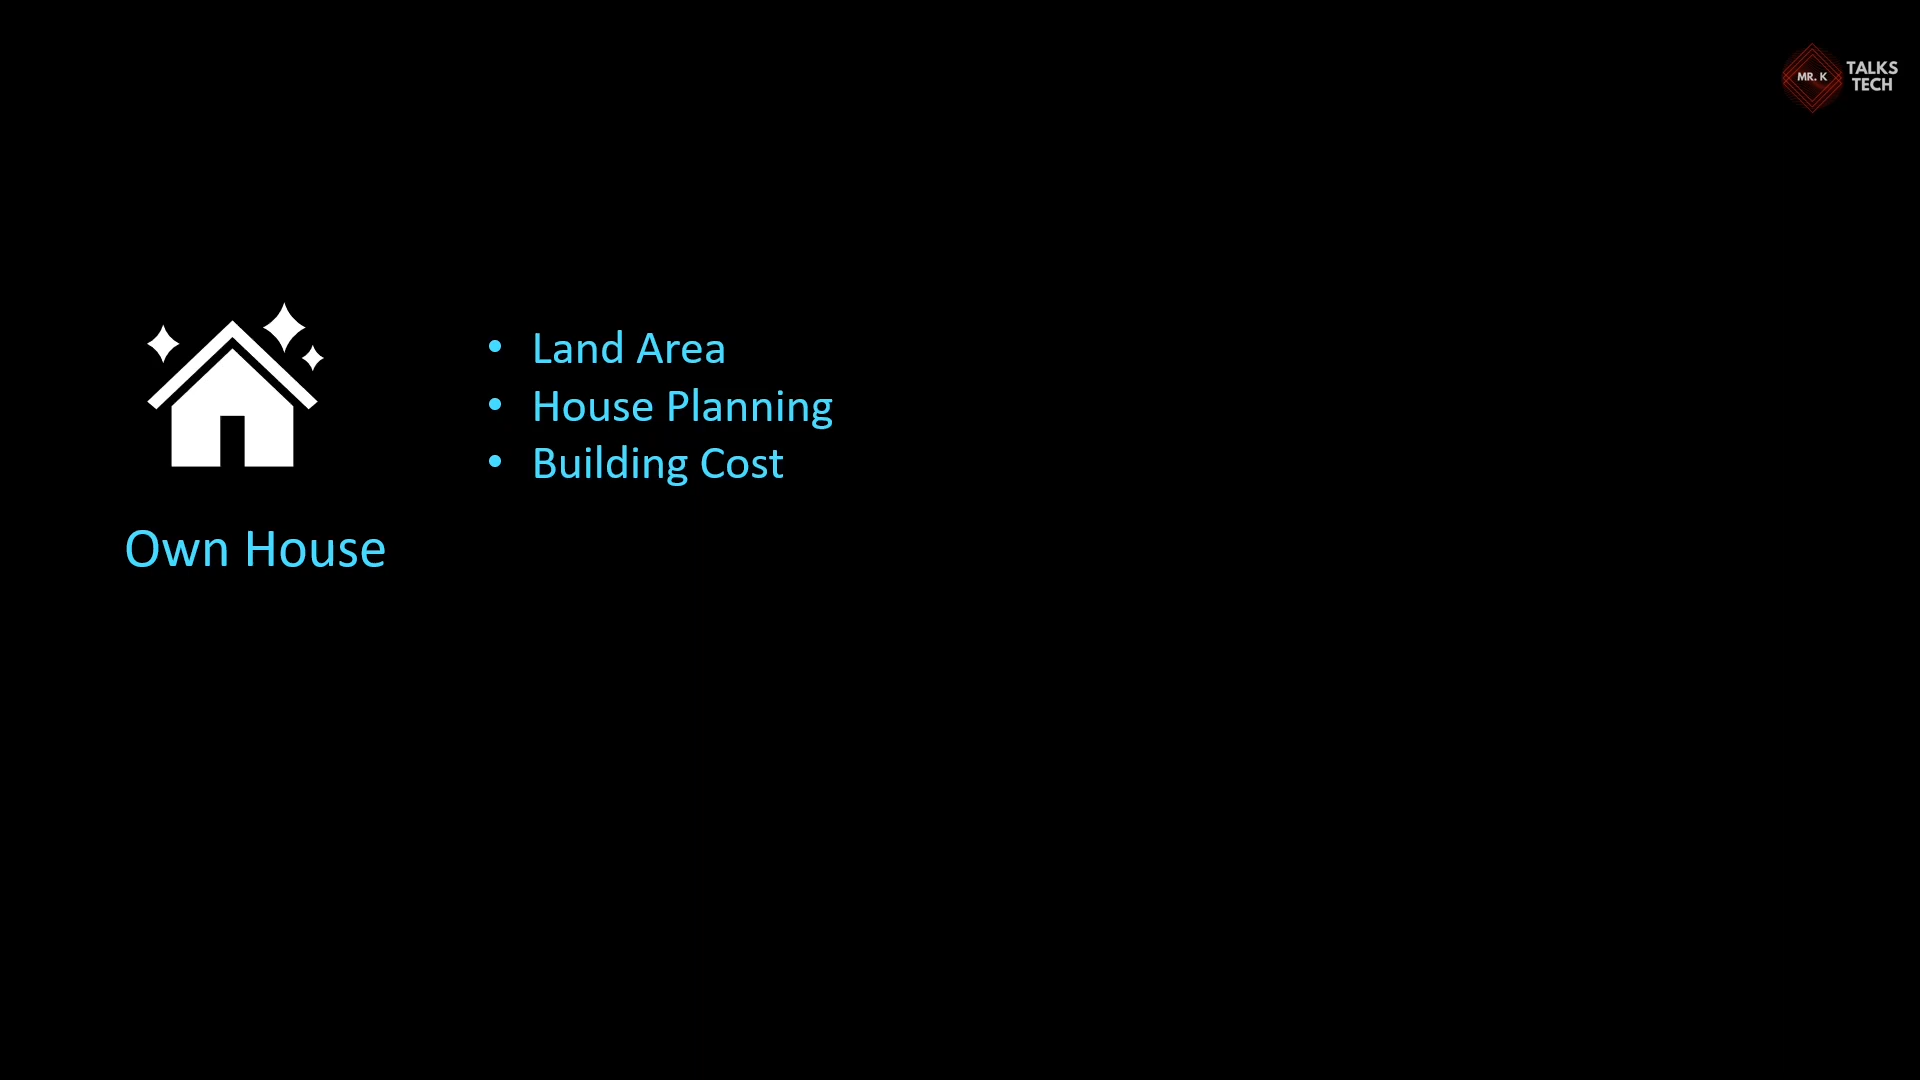 MR. K
TALKS
TECH
• Land Area
• House Planning
• Building Cost
Own House